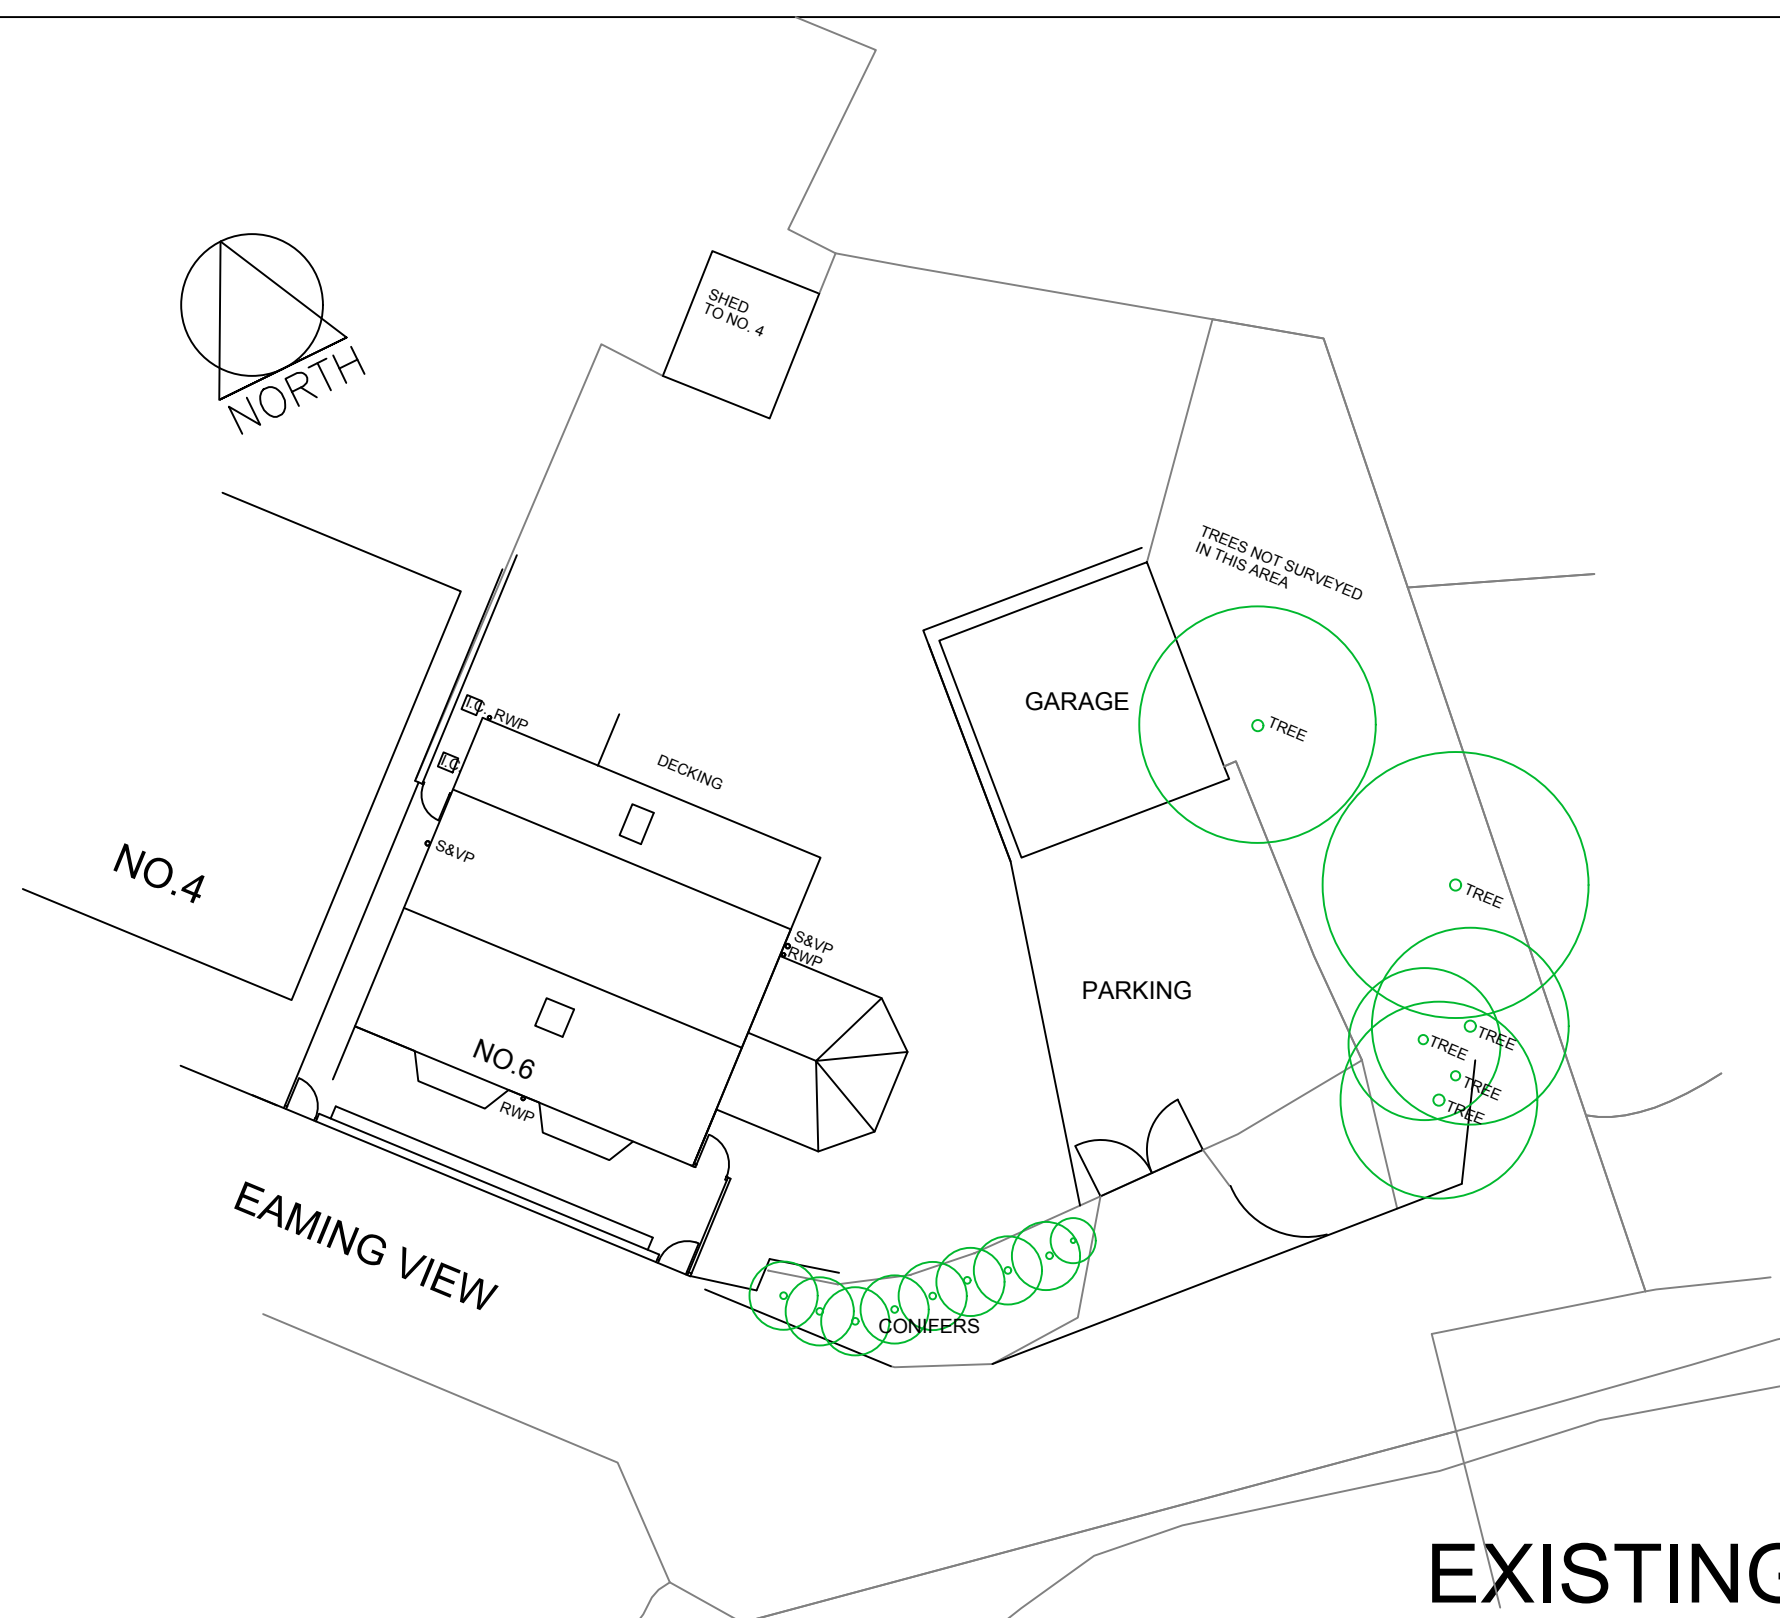 SHED
TO NO. 4
NORTH
TREES NOT SURVEYED
IN THIS AREA
GARAGE
TREE
I.C.
RWP
DECKING
I.C
S&VP
NO.4
TREE
S&VP
RWP
PARKING
TREE
TREE
NO.6
TREE
RWP
TREE
EAMING VIEW
CONIFERS
EXISTING